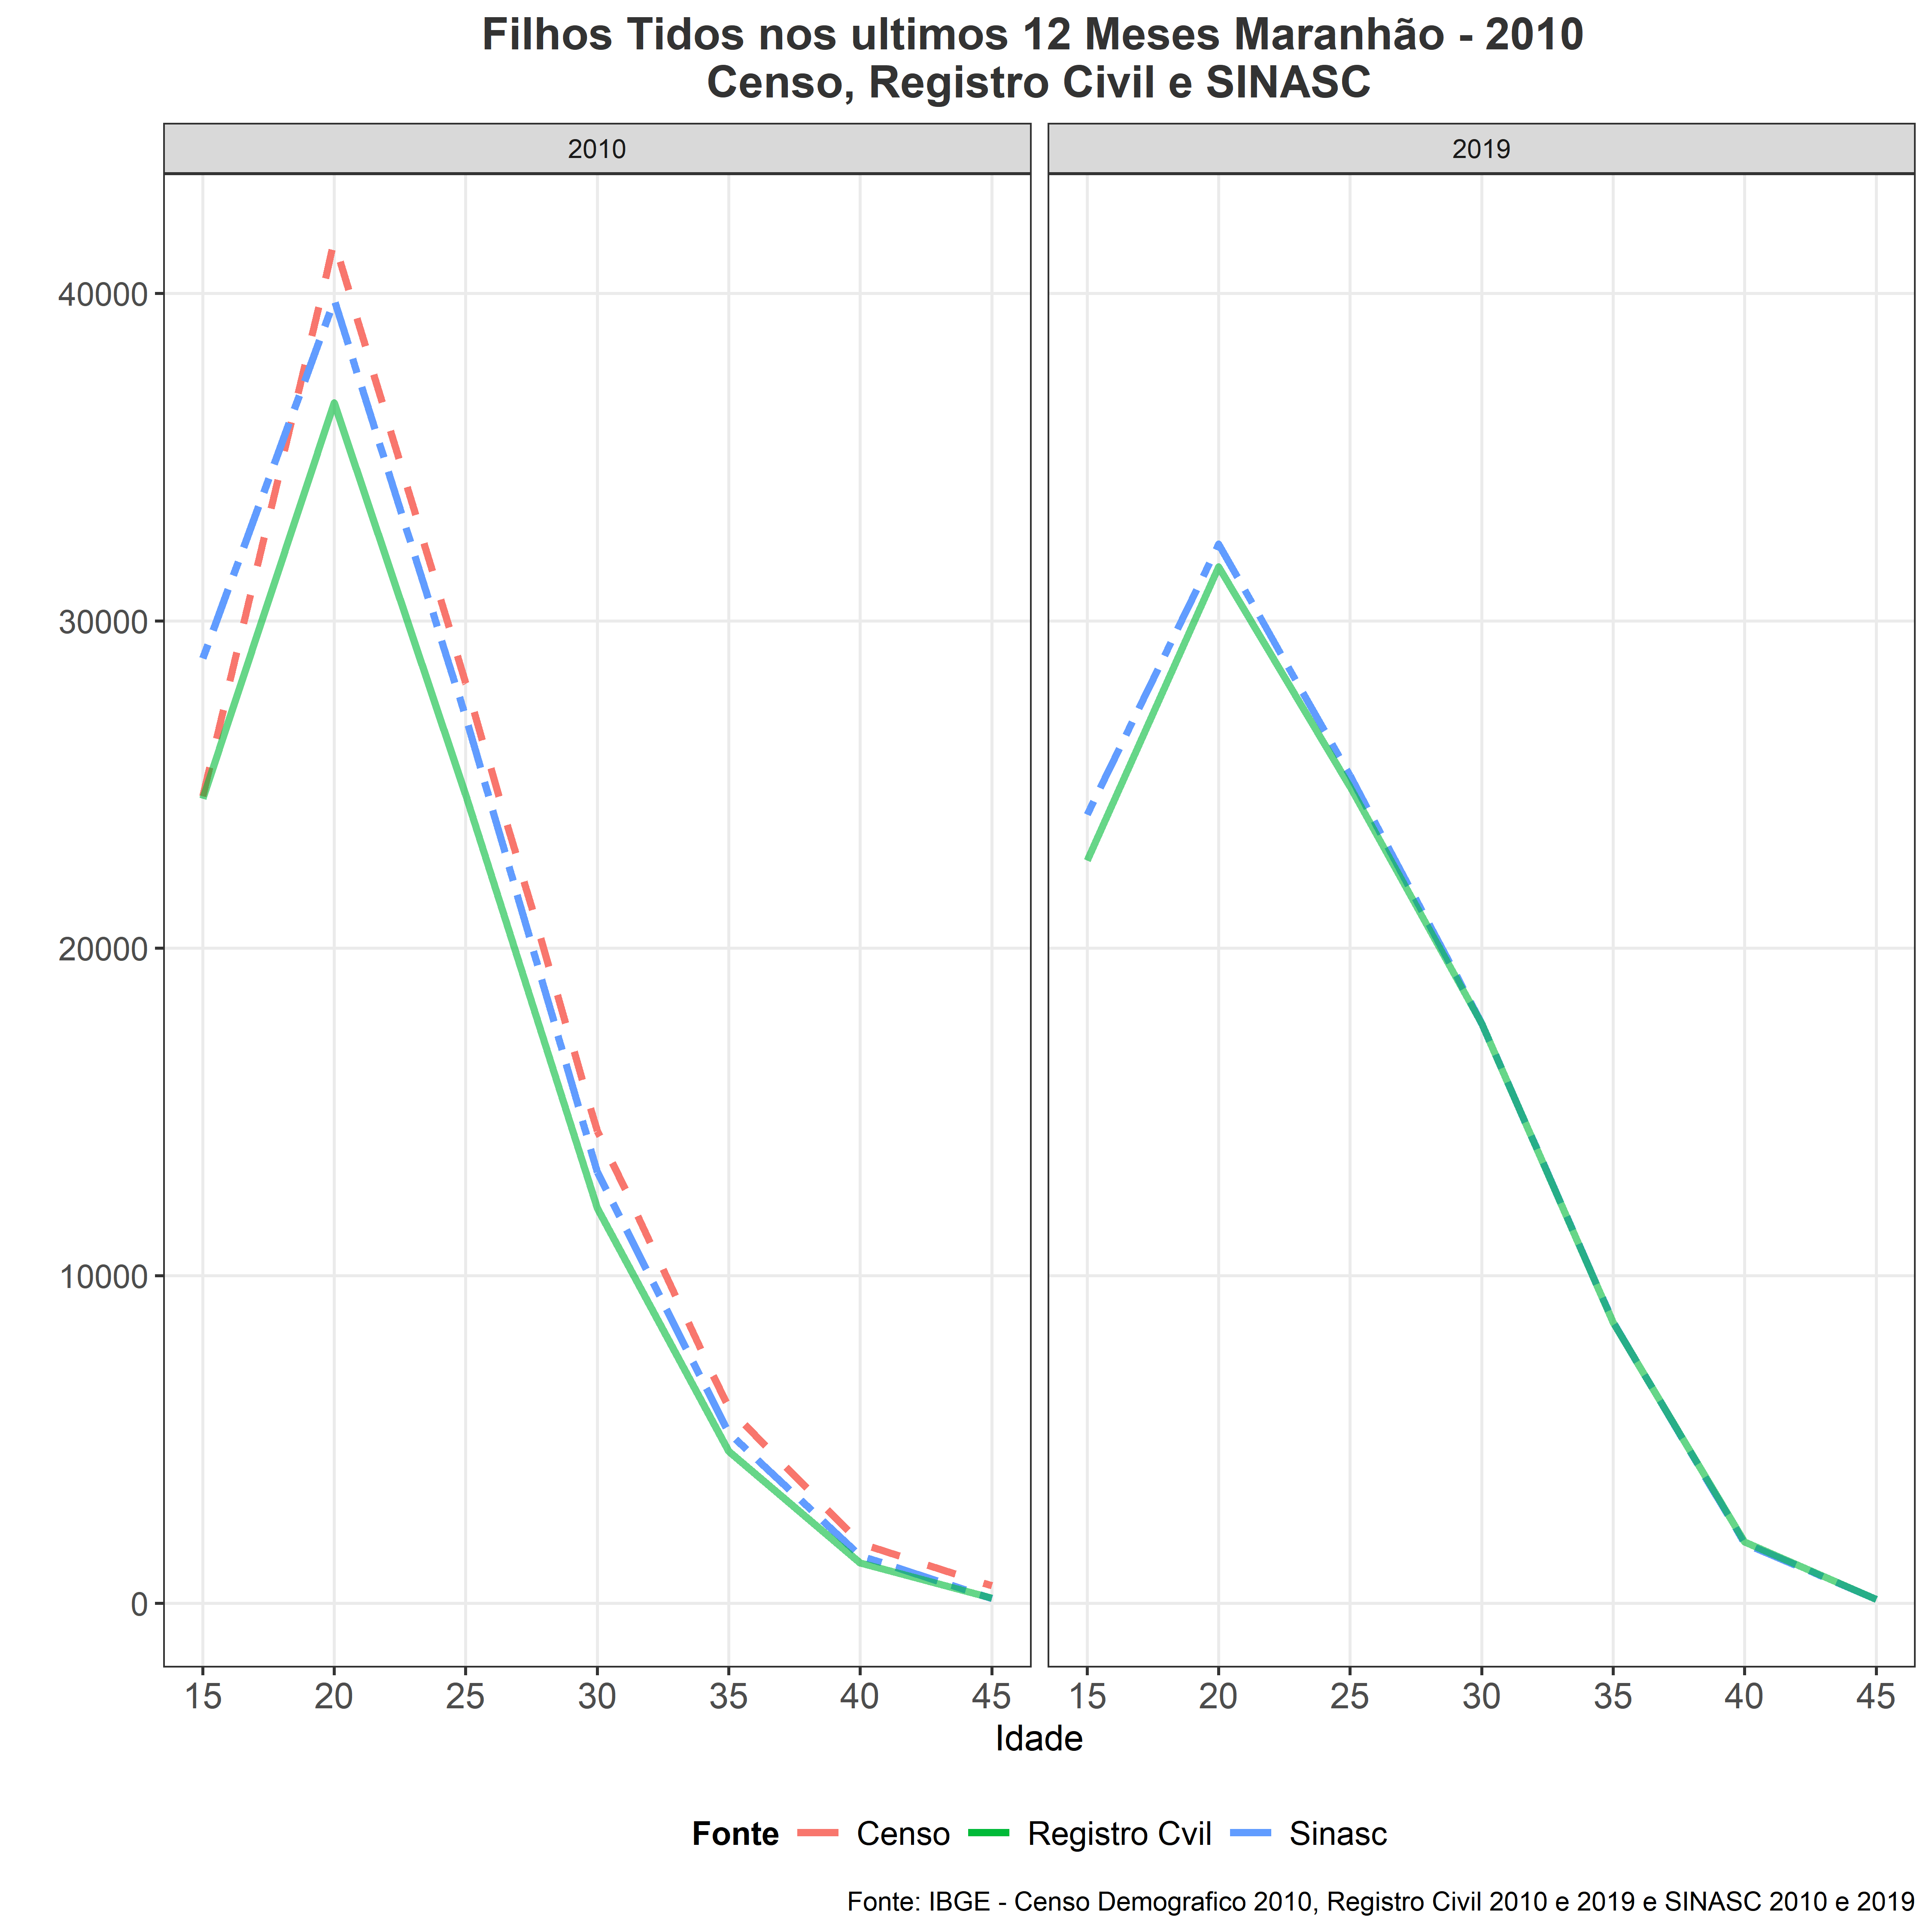 Filhos Tidos nos ultimos 12 Meses Maranhão - 2010
Censo, Registro Civil e SINASC
2010 2019
40000
30000
20000
10000
0
15 20 25 30 35 40 45 15 20 25 30 35 40 45
Idade
Fonte Censo Registro Cvil Sinasc
Fonte: IBGE - Censo Demografico 2010, Registro Civil 2010 e 2019 e SINASC 2010 e 2019